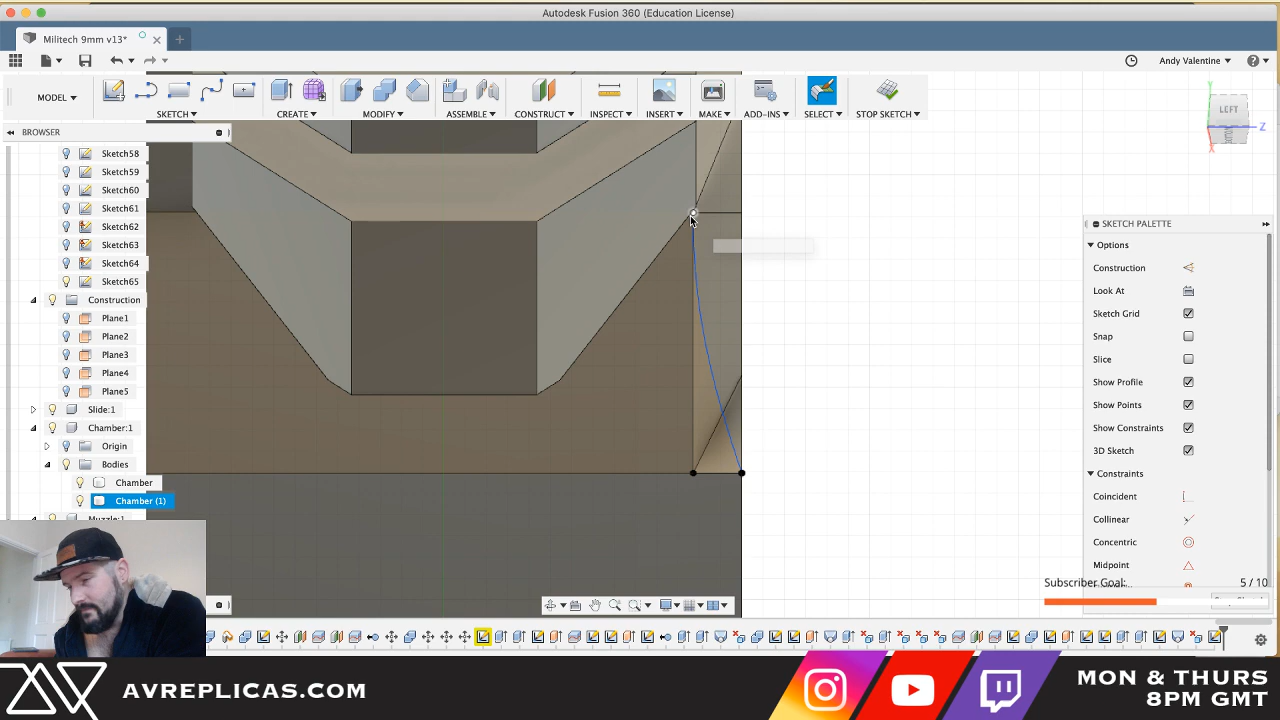 Autodesk Fusion 360 (Education License)
Militech 9mm v13*
Andy Valentine
MODEL
SKETCH
CREATE
MODIFY
ASSEMBLE
CONSTRUCT
INSPECT
INSERT
MAKE
ADD-INS
SELECT
STOP SKETCH
BROWSER
LEFT
Z
Sketch58
Sketch59
Sketch60
Sketch61
Sketch62
Sketch63
Sketch64
Sketch65
Construction
Plane1
Plane2
Plane3
Plane4
Plane5
Slide:1
Chamber:1
Origin
Bodies
Chamber
Chamber (1)
Muzzle:1
SKETCH PALETTE
Options
Construction
Look At
Sketch Grid
Snap
Slice
Show Profile
Show Points
Show Constraints
3D Sketch
Constraints
Coincident
Collinear
Concentric
Midpoint
Subscriber Goal: 5 / 10
AVREPLICAS.COM
MON & THURS
8PM GMT